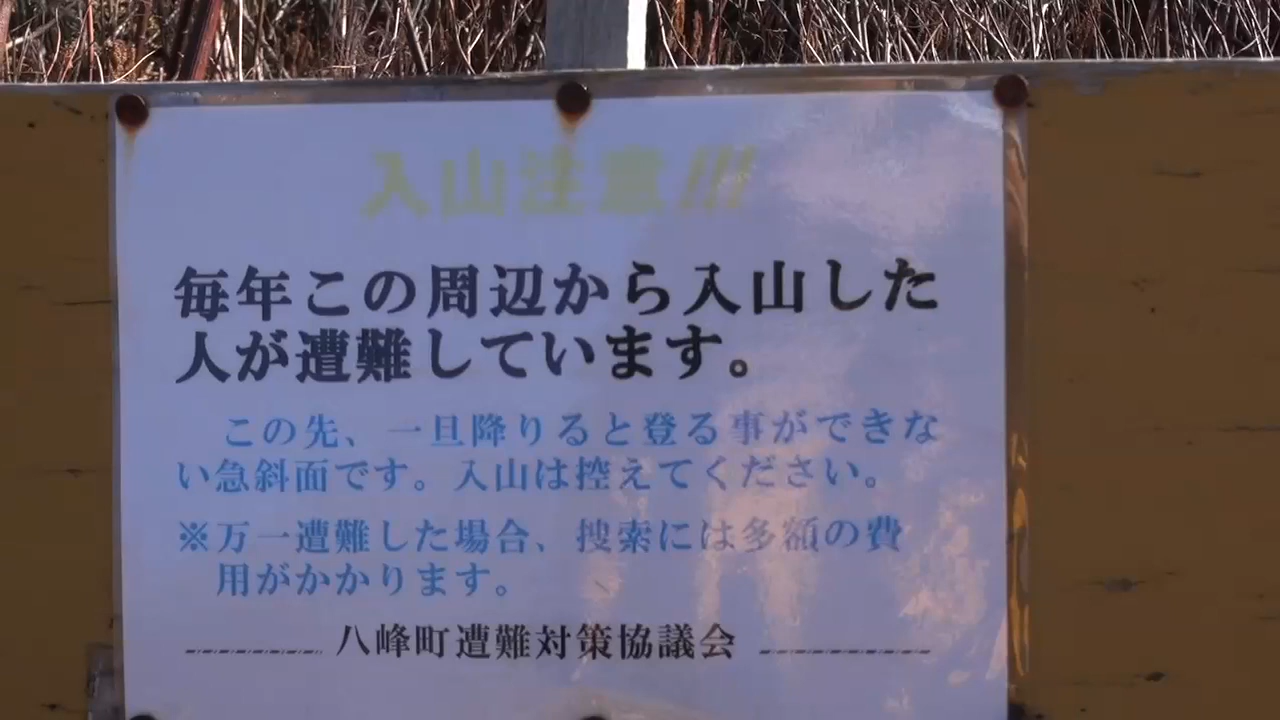 入山注意!!!
毎年この周辺から入山した
人が遭難しています。
この先、一旦降りると登る事ができな
い急斜面です。入山は控えてください。
※万一遭難した場合、捜索には多額の費
用がかかります。
八峰町遭難対策協議会